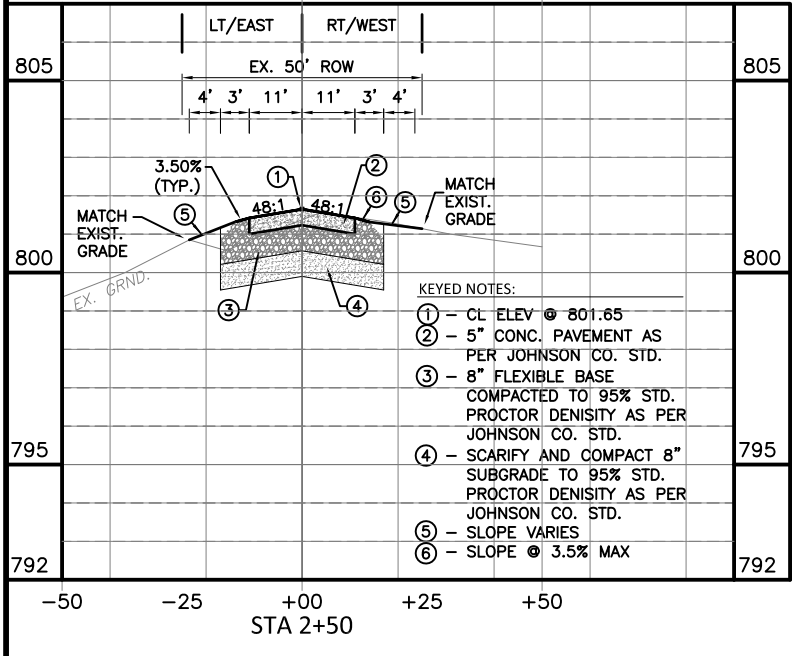 LT/EAST RT/WEST
805 805
EX. 50' ROW
4' 3' 11' 11' 3' 4'
3.50%
(TYP.)
1 2
48:1 48:1
6 5
MATCH
EXIST.
GRADE
MATCH
EXIST.
GRADE
5
800 800
EX. GRND.
3 4
KEYED NOTES:
1 – CL ELEV @ 801.65
2 – 5" CONC. PAVEMENT AS
PER JOHNSON CO. STD.
3 – 8" FLEXIBLE BASE
COMPACTED TO 95% STD.
PROCTOR DENISITY AS PER
JOHNSON CO. STD.
4 – SCARIFY AND COMPACT 8"
SUBGRADE TO 95% STD.
PROCTOR DENISITY AS PER
JOHNSON CO. STD.
5 – SLOPE VARIES
6 – SLOPE @ 3.5% MAX
795 795
792 792
-50 -25 +00 +25 +50
STA 2+50